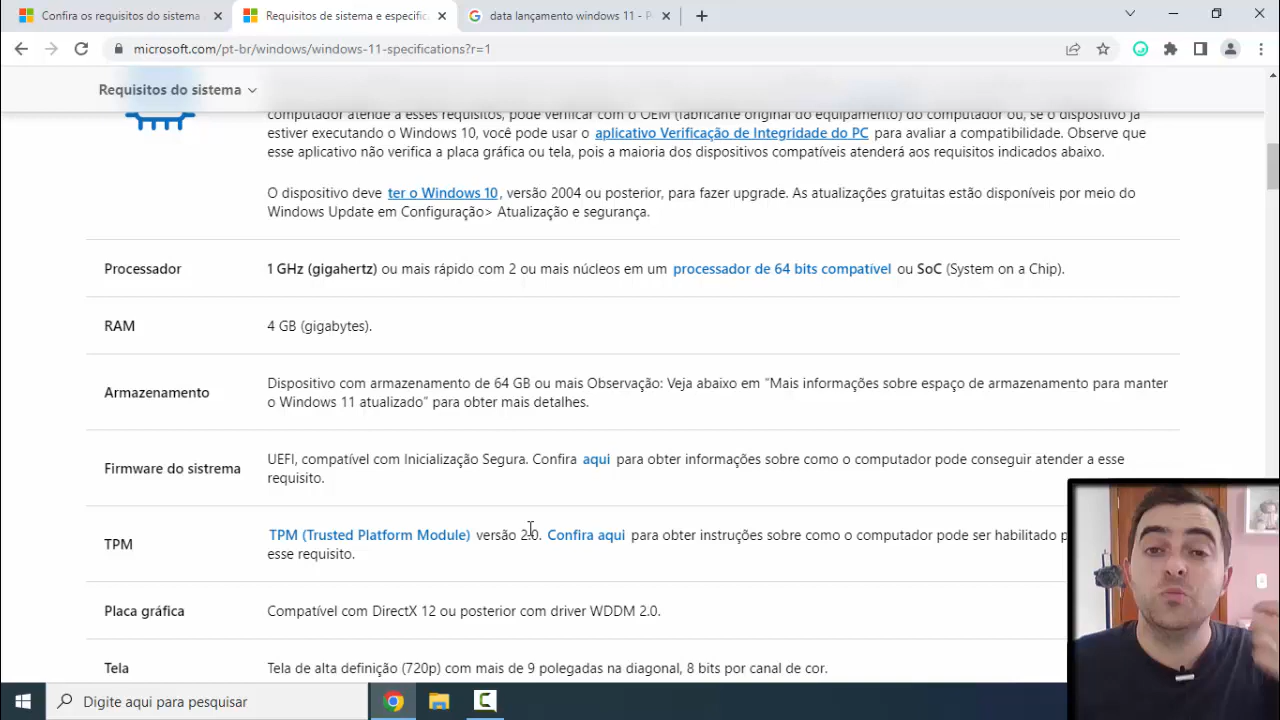 Confira os requisitos do sistema
Requisitos de sistema e especific
data lançamento windows 11 - P
microsoft.com/pt-br/windows/windows-11-specifications?r=1
Requisitos do sistema
computador atende a esses requisitos, pode verificar com o OEM (fabricante original do equipamento) do computador ou, se o dispositivo já
estiver executando o Windows 10, você pode usar o aplicativo Verificação de Integridade do PC para avaliar a compatibilidade. Observe que
esse aplicativo não verifica a placa gráfica ou tela, pois a maioria dos dispositivos compatíveis atenderá aos requisitos indicados abaixo.
O dispositivo deve ter o Windows 10, versão 2004 ou posterior, para fazer upgrade. As atualizações gratuitas estão disponíveis por meio do
Windows Update em Configuração> Atualização e segurança.
Processador
1 GHz (gigahertz) ou mais rápido com 2 ou mais núcleos em um processador de 64 bits compatível ou SoC (System on a Chip).
RAM
4 GB (gigabytes).
Armazenamento
Dispositivo com armazenamento de 64 GB ou mais Observação: Veja abaixo em “Mais informações sobre espaço de armazenamento para manter
o Windows 11 atualizado” para obter mais detalhes.
Firmware do sistrema
UEFI, compatível com Inicialização Segura. Confira aqui para obter informações sobre como o computador pode conseguir atender a esse
requisito.
TPM
TPM (Trusted Platform Module) versão 2.0. Confira aqui para obter instruções sobre como o computador pode ser habilitado
esse requisito.
Placa gráfica
Compatível com DirectX 12 ou posterior com driver WDDM 2.0.
Tela
Tela de alta definição (720p) com mais de 9 polegadas na diagonal, 8 bits por canal de cor.
Digite aqui para pesquisar